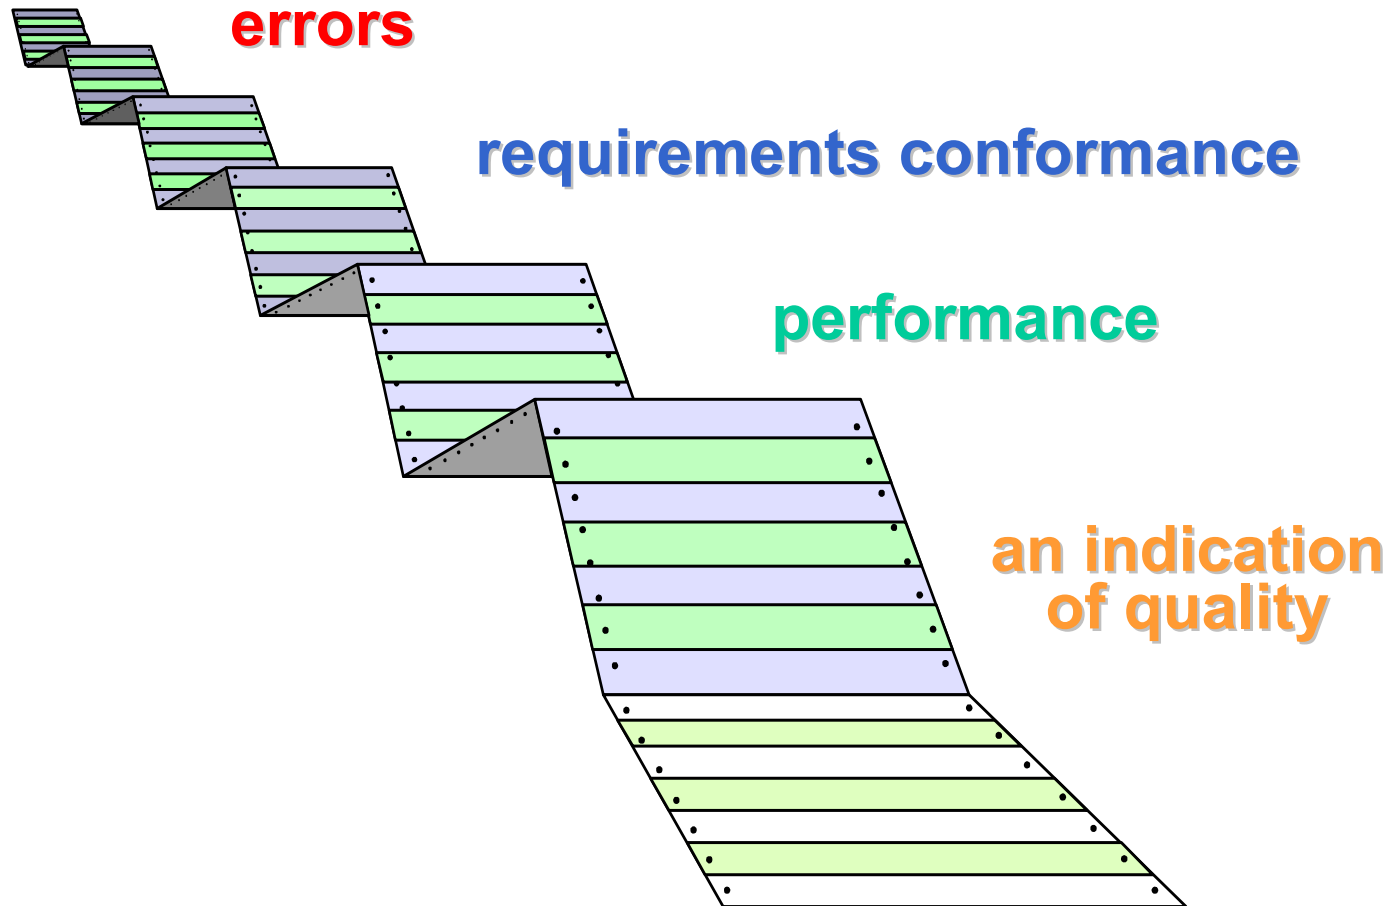 errors
requirements conformance
performance
an indication
of quality